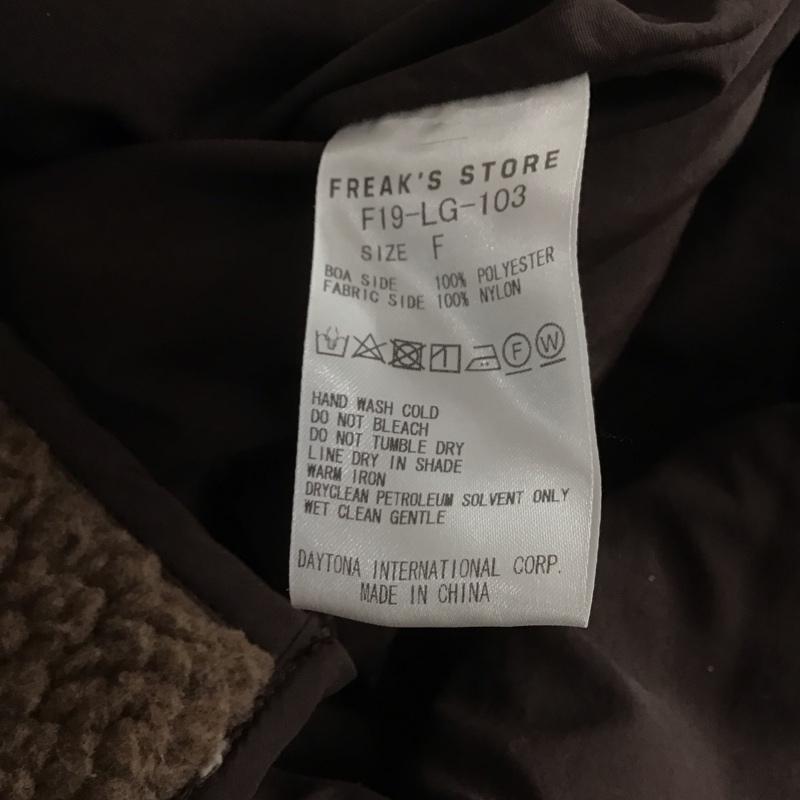 FREAK'S STORE
F19-LG-103
SIZE F
BOA SIDE 100% POLYESTER
FABRIC SIDE 100% NYLON
1 F W
HAND WASH COLD
DO NOT BLEACH
DO NOT TUMBLE DRY
LINE DRY IN SHADE
WARM IRON
DRYCLEAN PETROLEUM SOLVENT ONLY
WET CLEAN GENTLE
DAYTONA INTERNATIONAL CORP.
MADE IN CHINA